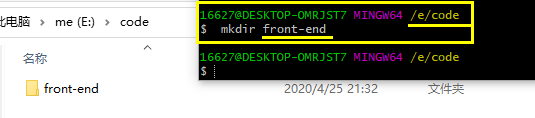 此电脑 > me (E:) > code
名称
front-end
2020/4/25 21:32 文件夹
16627@DESKTOP-OMRJST7 MINGW64 /e/code
$ mkdir front-end
16627@DESKTOP-OMRJST7 MINGW64 /e/code
$